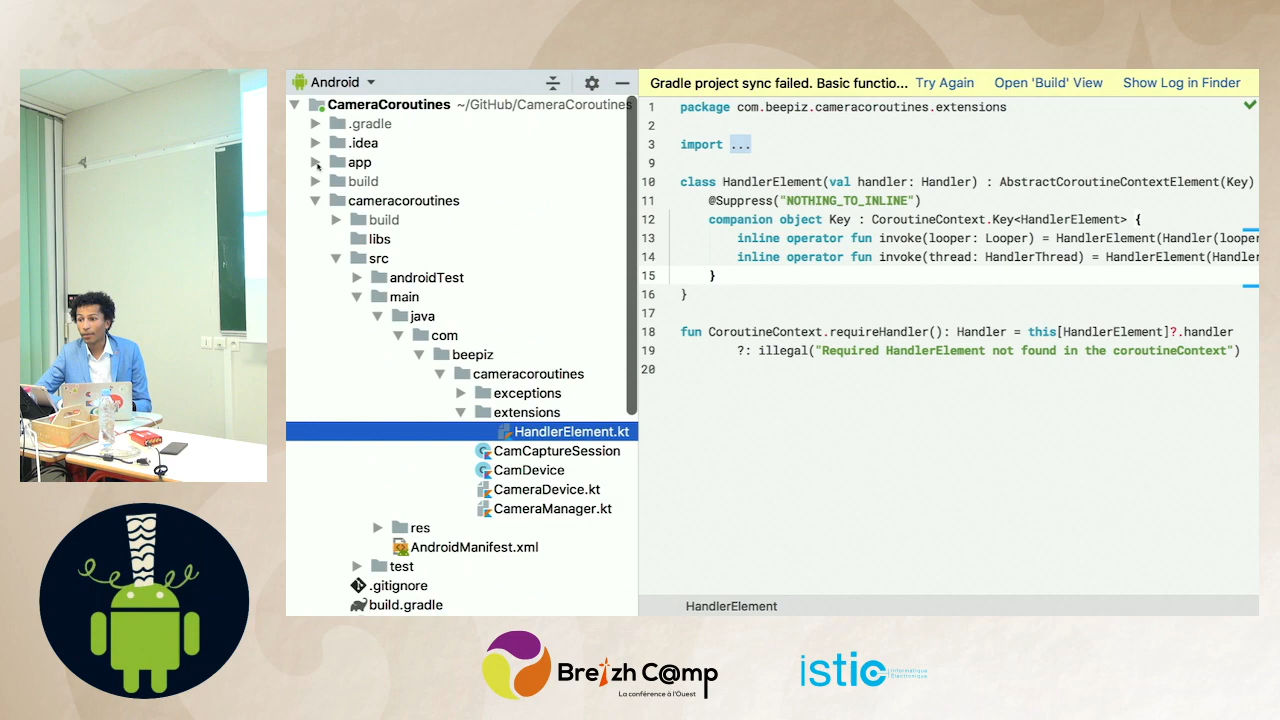 Android
CameraCoroutines ~/GitHub/CameraCoroutines
.gradle
.idea
app
build
cameracoroutines
build
libs
src
androidTest
main
java
com
beepiz
cameracoroutines
exceptions
extensions
HandlerElement.kt
CamCaptureSession
CamDevice
CameraDevice.kt
CameraManager.kt
res
AndroidManifest.xml
test
.gitignore
build.gradle
Gradle project sync failed. Basic functio... Try Again Open 'Build' View Show Log in Finder
1 package com.beepiz.cameracoroutines.extensions
2
3 import ...
9
10 class HandlerElement(val handler: Handler) : AbstractCoroutineContextElement(Key)
11 @Suppress("NOTHING_TO_INLINE")
12 companion object Key : CoroutineContext.Key<HandlerElement> {
13 inline operator fun invoke(looper: Looper) = HandlerElement(Handler(looper
14 inline operator fun invoke(thread: HandlerThread) = HandlerElement(Handler
15 }
16 }
17
18 fun CoroutineContext.requireHandler(): Handler = this[HandlerElement]?.handler
19 ?: illegal("Required HandlerElement not found in the coroutineContext")
20
HandlerElement
Breizh C@mp
La conférence à l'Ouest
istic
Informatique
Électronique